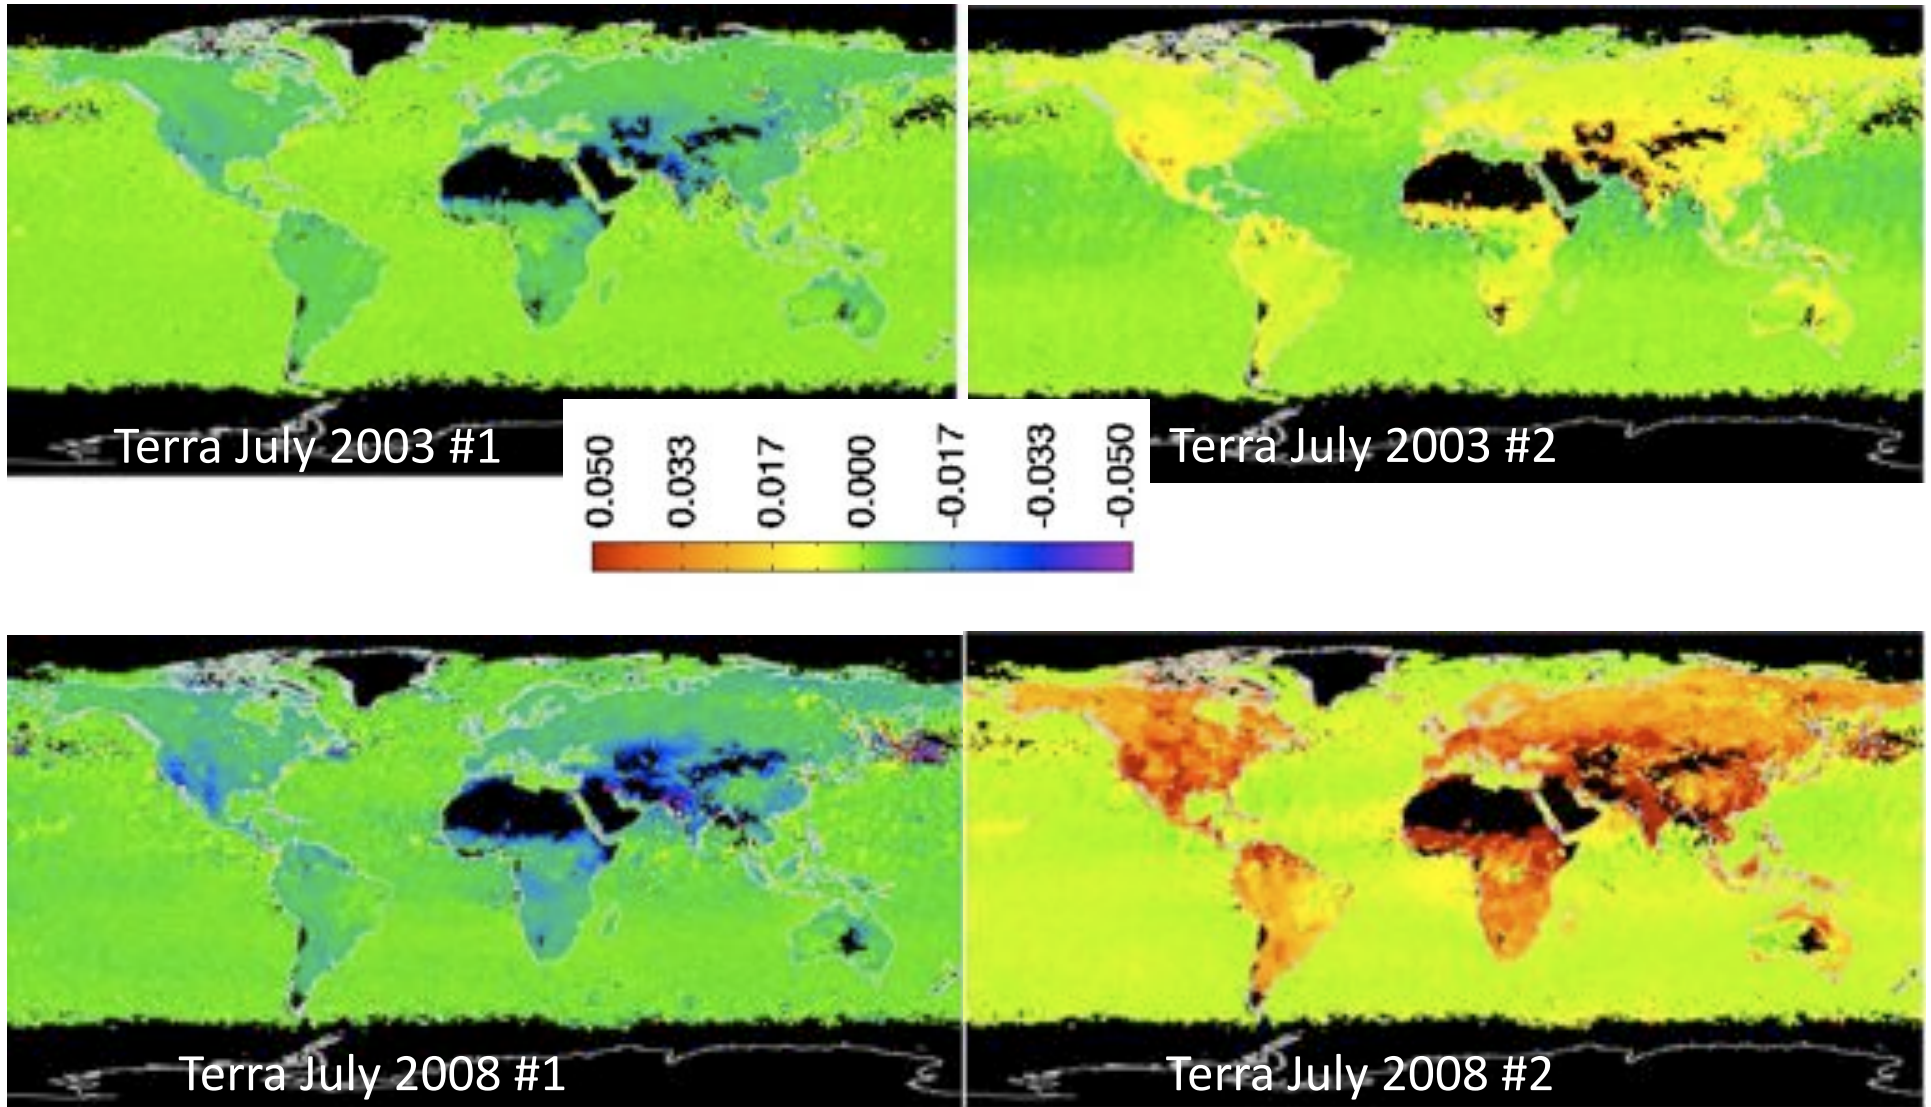 Terra July 2003 #1
Terra July 2003 #2
0.050
0.033
0.017
0.000
-0.017
-0.033
-0.050
Terra July 2008 #1
Terra July 2008 #2